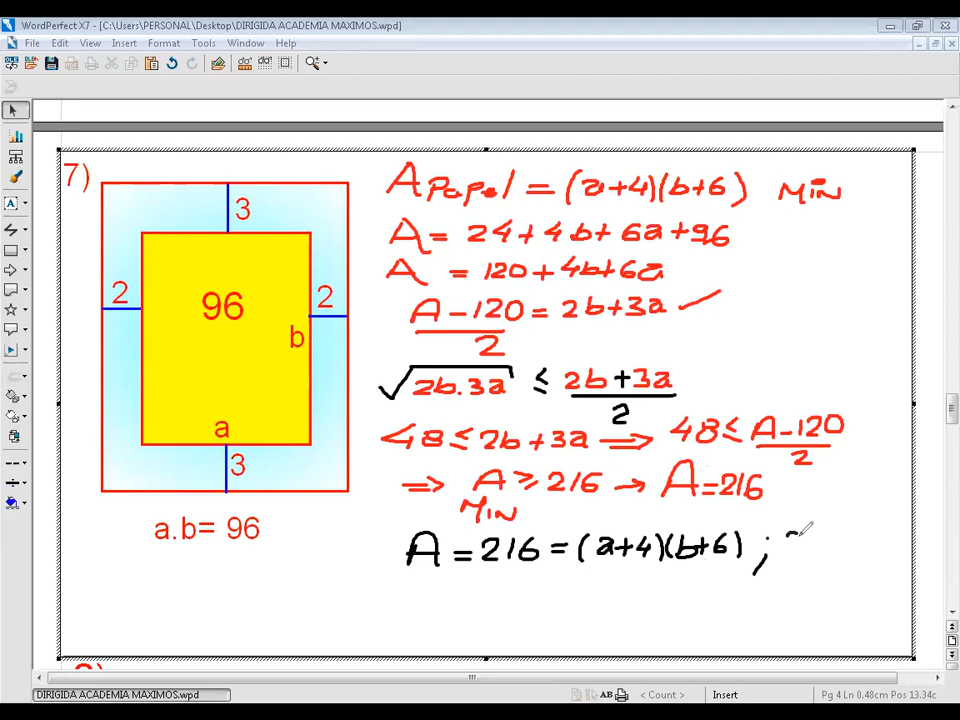 WordPerfect X7 - [C:\Users\PERSONAL\Desktop\DIRIGIDA ACADEMIA MAXIMOS.wpd]
File Edit View Insert Format Tools Window Help
7)
3
2
96
2
b
a
3
a.b= 96
A papel = (a+4)(b+6) MIN
A = 24+4b+6a+96
A = 120+4b+6a
A-120 = 2b+3a ✓
2
√2b.3a ≤ 2b+3a
2
48 ≤ 2b+3a ⟹ 48 ≤ A-120
2
⟹ A ≥ 216 → A=216
MIN
A = 216 = (a+4)(b+6) ;
DIRIGIDA ACADEMIA MAXIMOS.wpd
AB < Count > Insert Pg 4 Ln 0.48cm Pos 13.34c